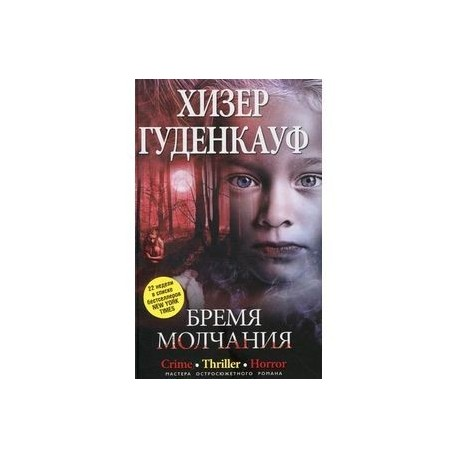 ХИЗЕР
ГУДЕНКАУФ
22 недели
в списке
бестселлеров
NEW YORK
TIMES
БРЕМЯ
МОЛЧАНИЯ
Crime • Thriller • Horror
МАСТЕРА ОСТРОСЮЖЕТНОГО РОМАНА